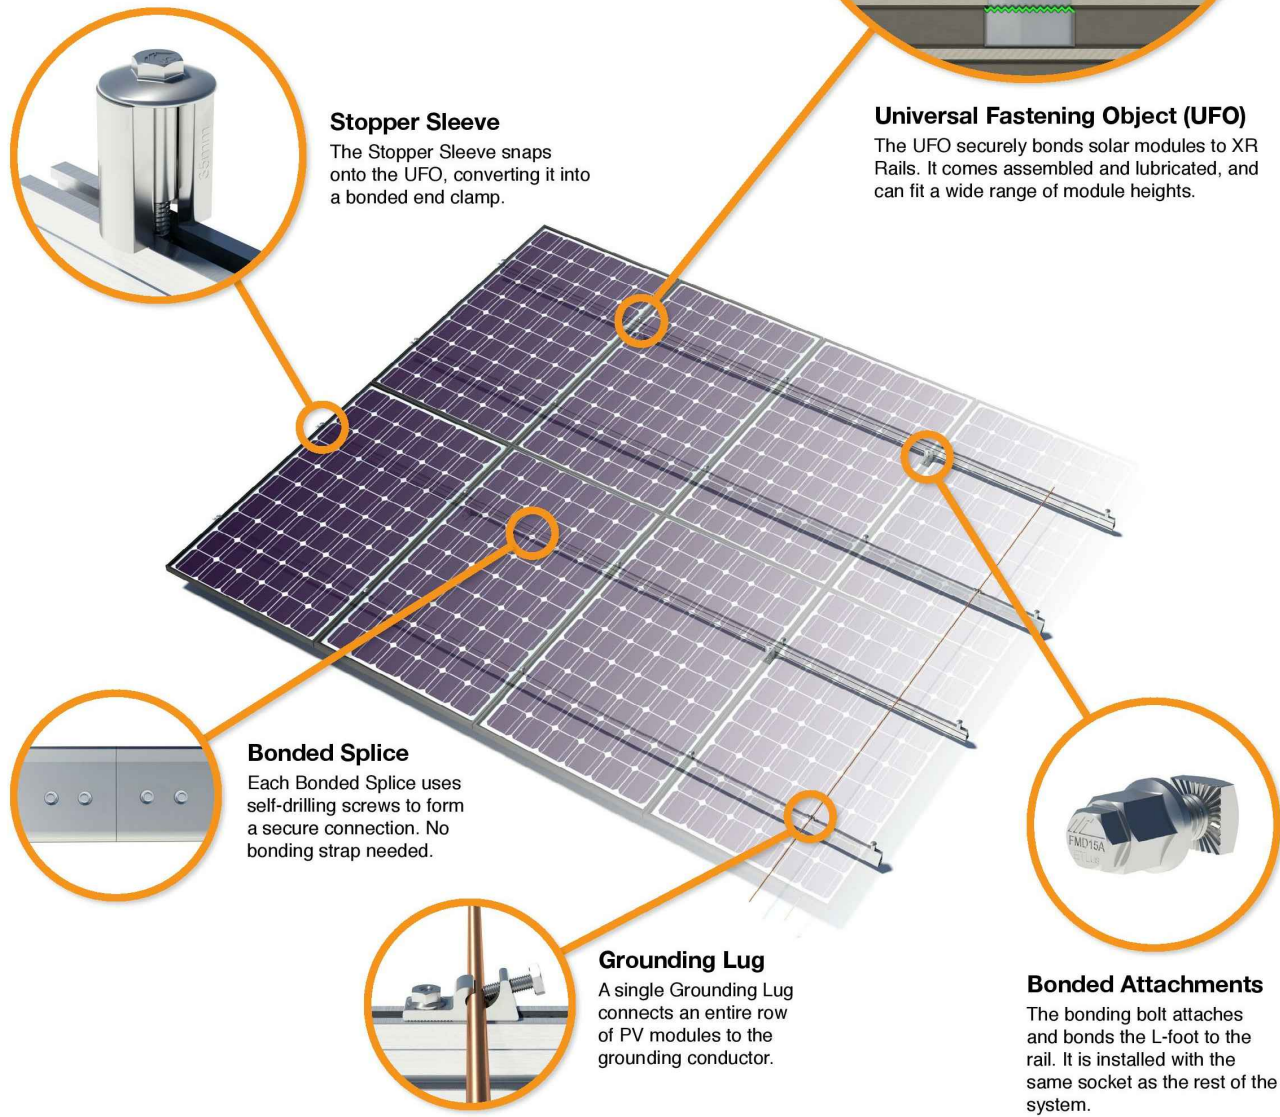 35mm
Stopper Sleeve
The Stopper Sleeve snaps
onto the UFO, converting it into
a bonded end clamp.
Universal Fastening Object (UFO)
The UFO securely bonds solar modules to XR
Rails. It comes assembled and lubricated, and
can fit a wide range of module heights.
Bonded Splice
Each Bonded Splice uses
self-drilling screws to form
a secure connection. No
bonding strap needed.
Grounding Lug
A single Grounding Lug
connects an entire row
of PV modules to the
grounding conductor.
FMD15A
Bonded Attachments
The bonding bolt attaches
and bonds the L-foot to the
rail. It is installed with the
same socket as the rest of the
system.